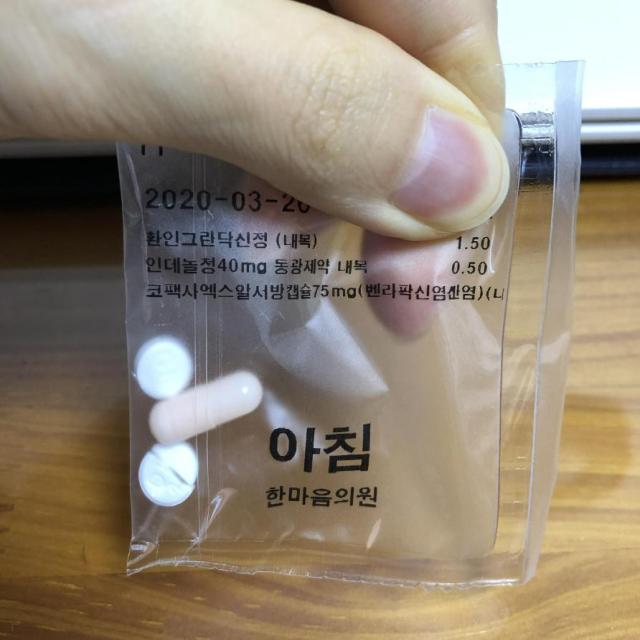 2020-03-26
환인그란닥신정 (내복) 1.50
인데놀정40mg 동광제약 내복 0.50
코팩사엑스알서방캡슐75mg(벤라팍신염산염)(내
아침
한마음의원